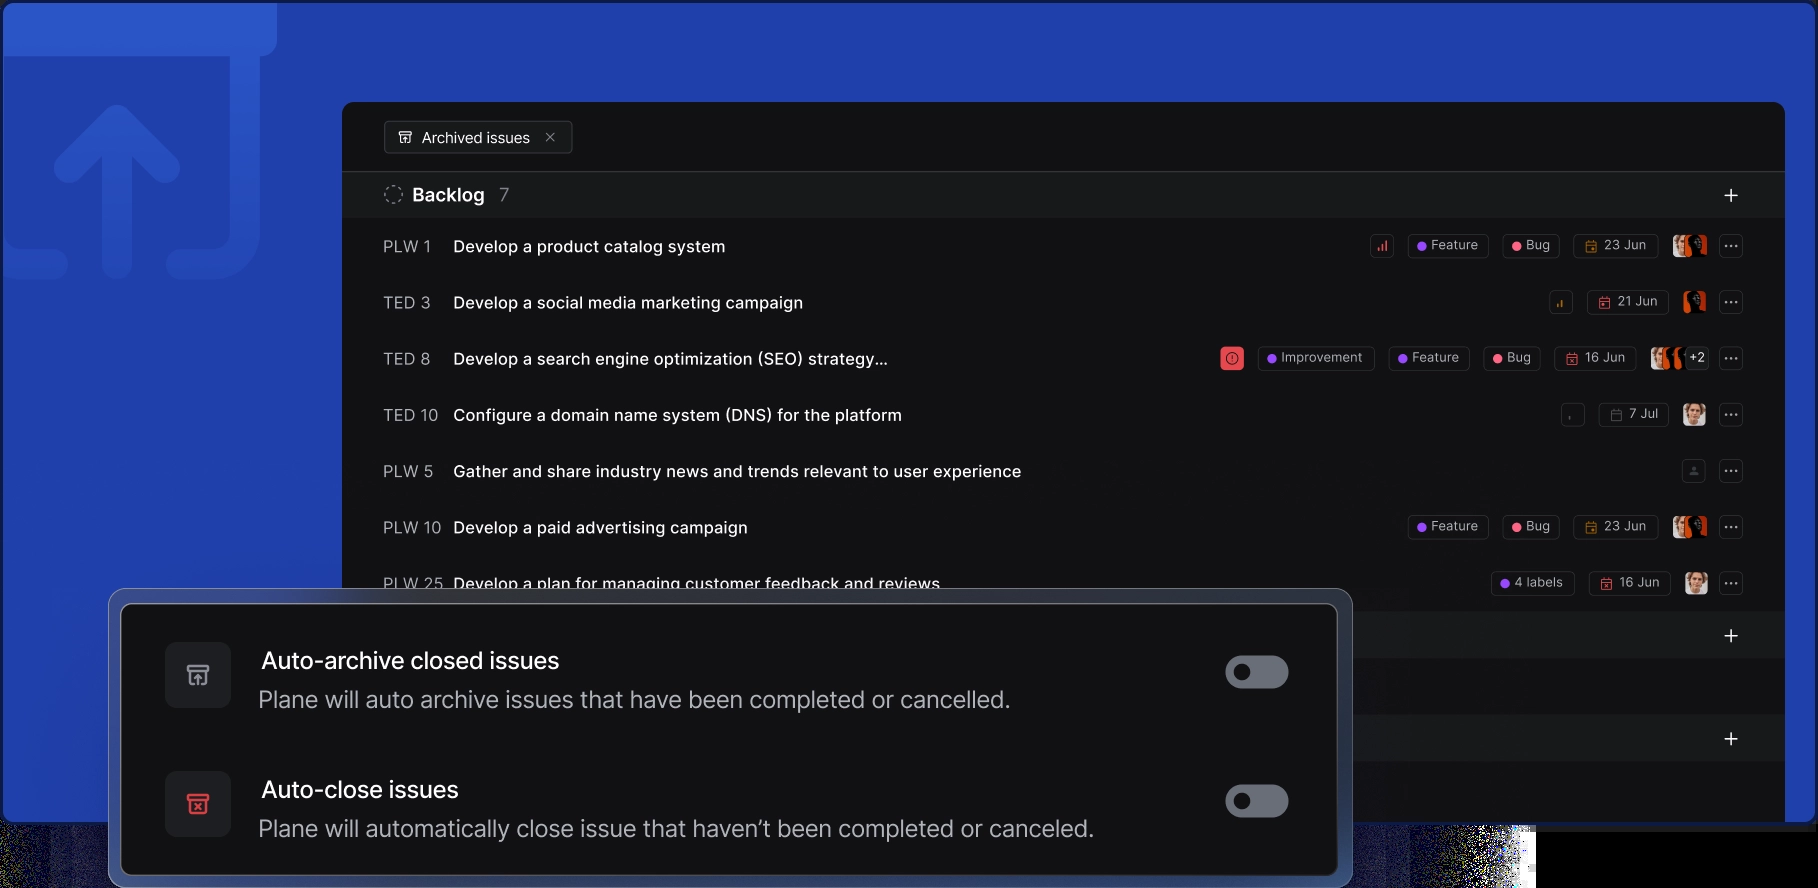 Archived issues
Backlog 7
PLW 1 Develop a product catalog system Feature Bug 23 Jun
TED 3 Develop a social media marketing campaign 21 Jun
TED 8 Develop a search engine optimization (SEO) strategy... Improvement Feature Bug 16 Jun +2
TED 10 Configure a domain name system (DNS) for the platform 7 Jul
PLW 5 Gather and share industry news and trends relevant to user experience
PLW 10 Develop a paid advertising campaign Feature Bug 23 Jun
PLW 25 Develop a plan for managing customer feedback and reviews 4 labels 16 Jun
Auto-archive closed issues
Plane will auto archive issues that have been completed or cancelled.
Auto-close issues
Plane will automatically close issue that haven’t been completed or canceled.